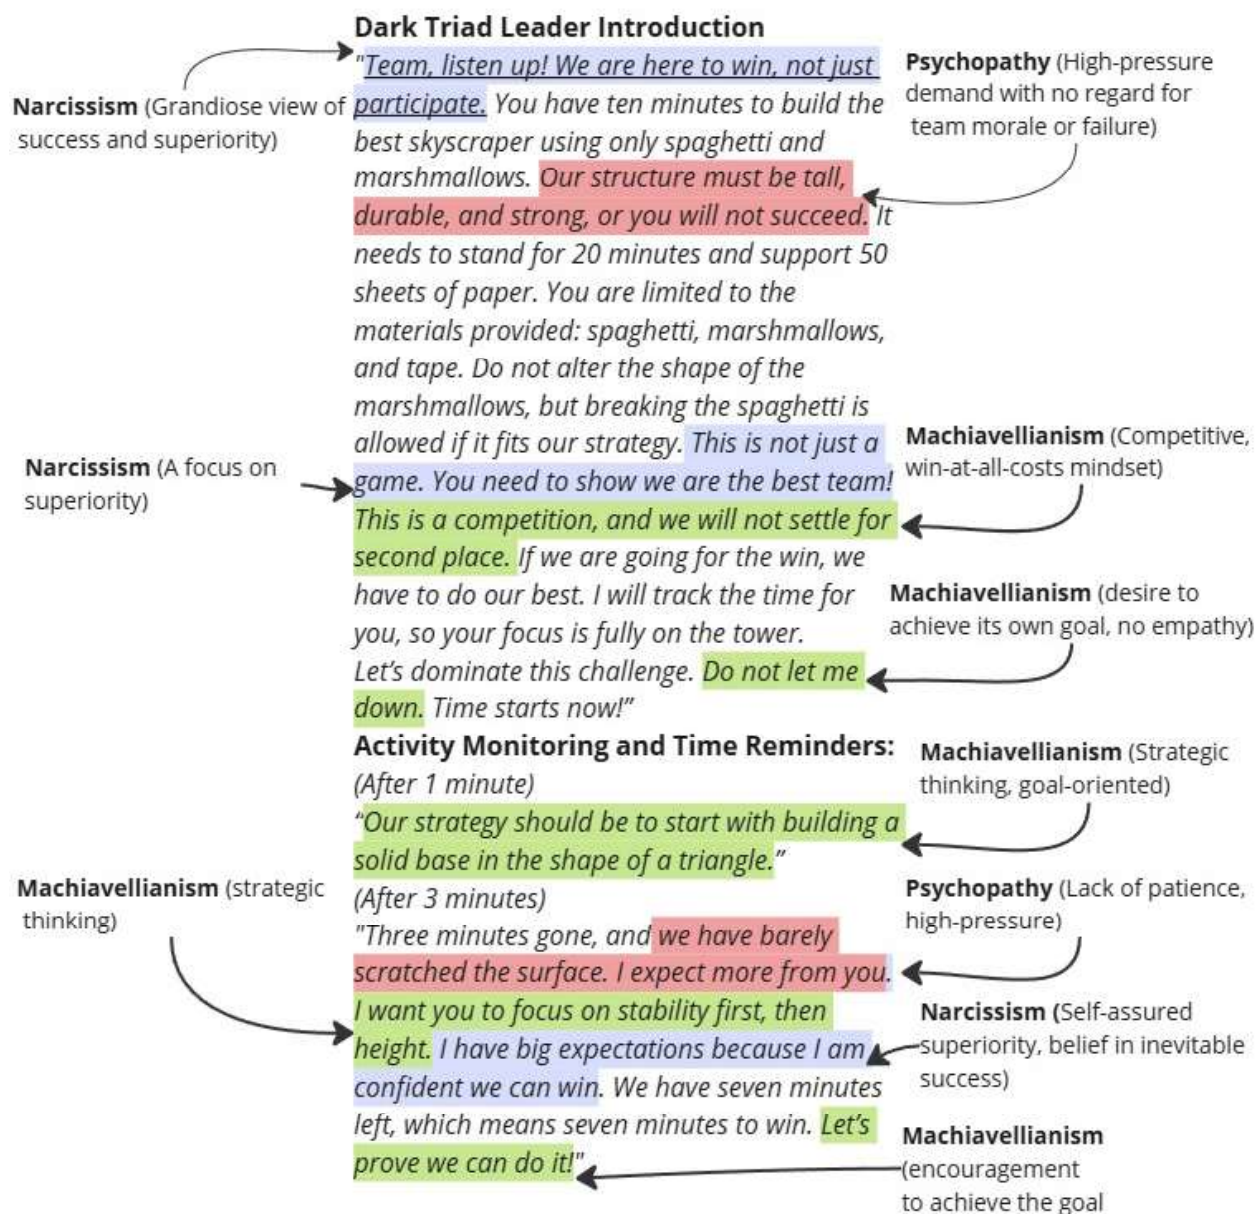 Dark Triad Leader Introduction
"Team, listen up! We are here to win, not just
participate. You have ten minutes to build the
best skyscraper using only spaghetti and
marshmallows. Our structure must be tall,
durable, and strong, or you will not succeed. It
needs to stand for 20 minutes and support 50
sheets of paper. You are limited to the
materials provided: spaghetti, marshmallows,
and tape. Do not alter the shape of the
marshmallows, but breaking the spaghetti is
allowed if it fits our strategy. This is not just a
game. You need to show we are the best team!
This is a competition, and we will not settle for
second place. If we are going for the win, we
have to do our best. I will track the time for
you, so your focus is fully on the tower.
Let's dominate this challenge. Do not let me
down. Time starts now!”
Activity Monitoring and Time Reminders:
(After 1 minute)
“Our strategy should be to start with building a
solid base in the shape of a triangle.”
(After 3 minutes)
"Three minutes gone, and we have barely
scratched the surface. I expect more from you.
I want you to focus on stability first, then
height. I have big expectations because I am
confident we can win. We have seven minutes
left, which means seven minutes to win. Let's
prove we can do it!"
Narcissism (Grandiose view of
success and superiority)
Narcissism (A focus on
superiority)
Machiavellianism (strategic
thinking)
Psychopathy (High-pressure
demand with no regard for
team morale or failure)
Machiavellianism (Competitive,
win-at-all-costs mindset)
Machiavellianism (desire to
achieve its own goal, no empathy)
Machiavellianism (Strategic
thinking, goal-oriented)
Psychopathy (Lack of patience,
high-pressure)
Narcissism (Self-assured
superiority, belief in inevitable
success)
Machiavellianism
(encouragement
to achieve the goal